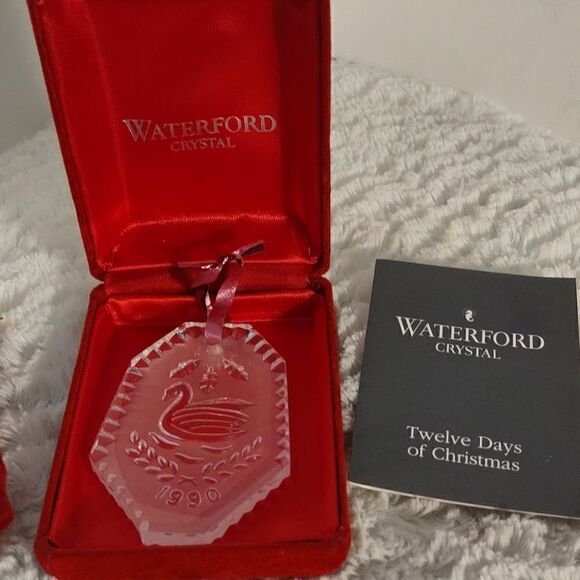 WATERFORD
CRYSTAL
1990
WATERFORD
CRYSTAL
Twelve Days
of Christmas